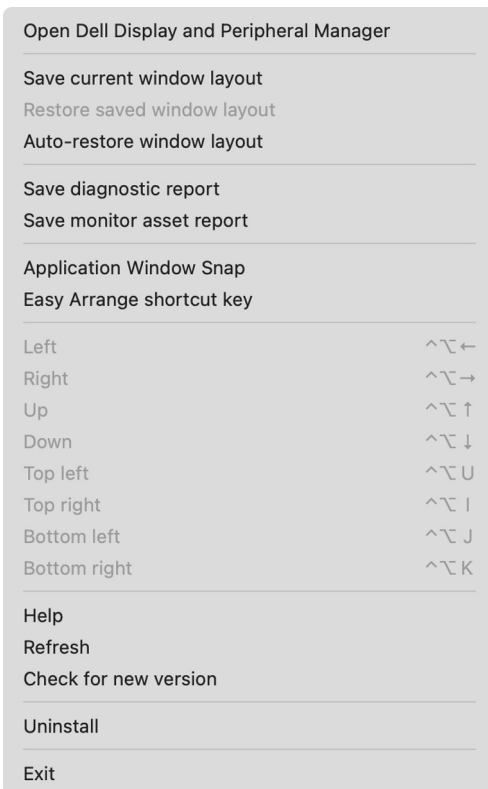 Open Dell Display and Peripheral Manager
Save current window layout
Restore saved window layout
Auto-restore window layout
Save diagnostic report
Save monitor asset report
Application Window Snap
Easy Arrange shortcut key
Left ^⌥←
Right ^⌥→
Up ^⌥↑
Down ^⌥↓
Top left ^⌥U
Top right ^⌥I
Bottom left ^⌥J
Bottom right ^⌥K
Help
Refresh
Check for new version
Uninstall
Exit